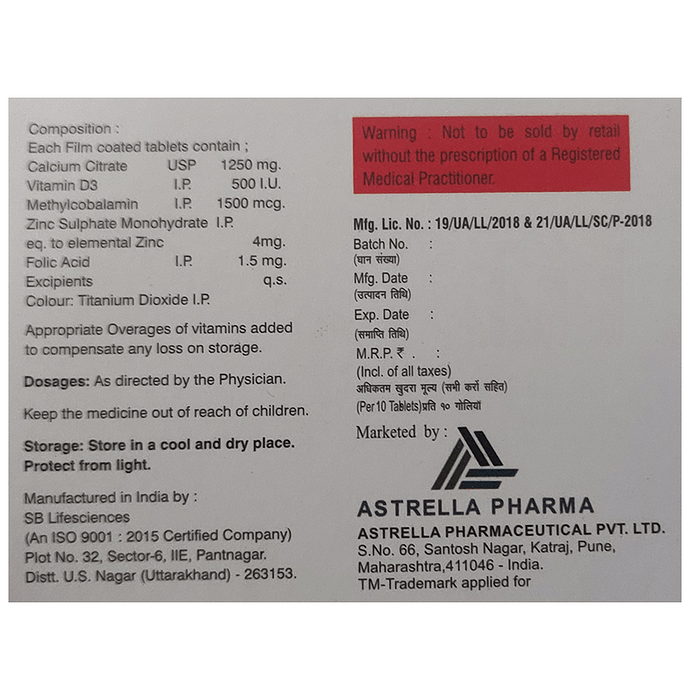 Composition :
Each Film coated tablets contain ;
Calcium Citrate USP 1250 mg.
Vitamin D3 I.P. 500 I.U.
Methylcobalamin I.P. 1500 mcg.
Zinc Sulphate Monohydrate I.P.
eq. to elemental Zinc 4mg.
Folic Acid I.P. 1.5 mg.
Excipients q.s.
Colour: Titanium Dioxide I.P.
Appropriate Overages of vitamins added
to compensate any loss on storage.
Dosages: As directed by the Physician.
Keep the medicine out of reach of children.
Storage: Store in a cool and dry place.
Protect from light.
Manufactured in India by :
SB Lifesciences
(An ISO 9001 : 2015 Certified Company)
Plot No. 32, Sector-6, IIE, Pantnagar.
Distt. U.S. Nagar (Uttarakhand) - 263153.
Warning : Not to be sold by retail
without the prescription of a Registered
Medical Practitioner.
Mfg. Lic. No. : 19/UA/LL/2018 & 21/UA/LL/SC/P-2018
Batch No. :
(घान संख्या)
Mfg. Date :
(उत्पादन तिथि)
Exp. Date :
(समाप्ति तिथि)
M.R.P. ₹ . :
(Incl. of all taxes)
अधिकतम खुदरा मूल्य (सभी करों सहित)
(Per 10 Tablets)प्रति १० गोलियाँ
Marketed by :
ASTRELLA PHARMA
ASTRELLA PHARMACEUTICAL PVT. LTD.
S.No. 66, Santosh Nagar, Katraj, Pune,
Maharashtra,411046 - India.
TM-Trademark applied for